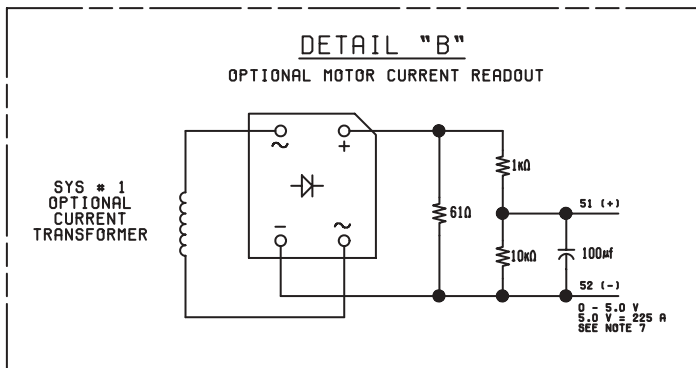 DETAIL "B"
OPTIONAL MOTOR CURRENT READOUT
SYS # 1
OPTIONAL
CURRENT
TRANSFORMER
~
+
-
~
61Ω
1kΩ
10kΩ
100µf
51 (+)
52 (-)
0 - 5.0 V
5.0 V = 225 A
SEE NOTE 7